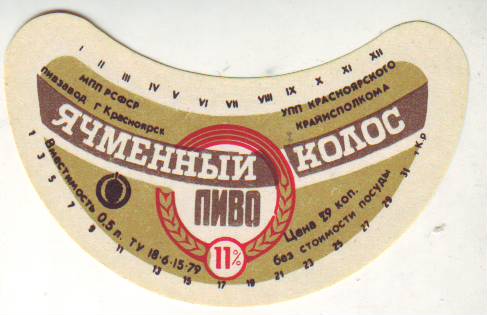 I II III IV V VI VII VIII IX X XI XII
МПП РСФСР
пивзавод г Красноярск
УПП КРАСНОЯРСКОГО
КРАЙИСПОЛКОМА
ЯЧМЕННЫЙ КОЛОС
ПИВО
11%
Вместимость 0,5 л. ТУ 18-6-15-79
Цена 29 коп.
без стоимости посуды
1 3 5 7 9 11 13 15 17 19 21 23 25 27 29 31 тКр